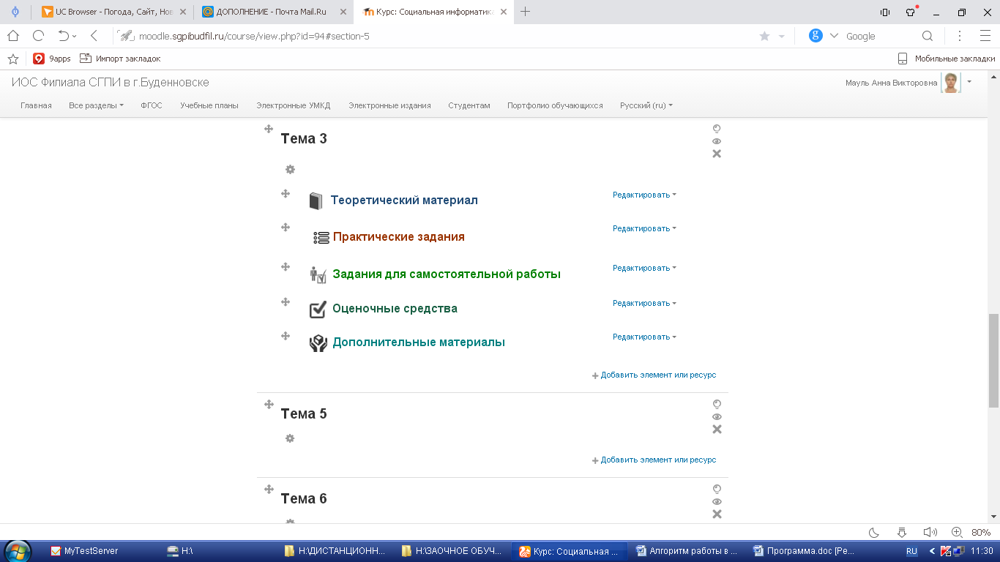 UC Browser - Погода, Сайт, Нов
ДОПОЛНЕНИЕ - Почта Mail.Ru
Курс: Социальная информатика
moodle.sgpibudfil.ru/course/view.php?id=94#section-5
Google
9apps
Импорт закладок
Мобильные закладки
ИОС Филиала СГПИ в г.Буденновске
Мауль Анна Викторовна
Главная
Все разделы
ФГОС
Учебные планы
Электронные УМКД
Электронные издания
Студентам
Портфолио обучающихся
Русский (ru)
Тема 3
Теоретический материал
Редактировать
Практические задания
Редактировать
Задания для самостоятельной работы
Редактировать
Оценочные средства
Редактировать
Дополнительные материалы
Редактировать
Добавить элемент или ресурс
Тема 5
Добавить элемент или ресурс
Тема 6
80%
MyTestServer
H:\
H:\ДИСТАНЦИОНН...
H:\ЗАОЧНОЕ ОБУЧ...
Курс: Социальная ...
Алгоритм работы в ...
Программа.doc [Ре...
RU
11:30